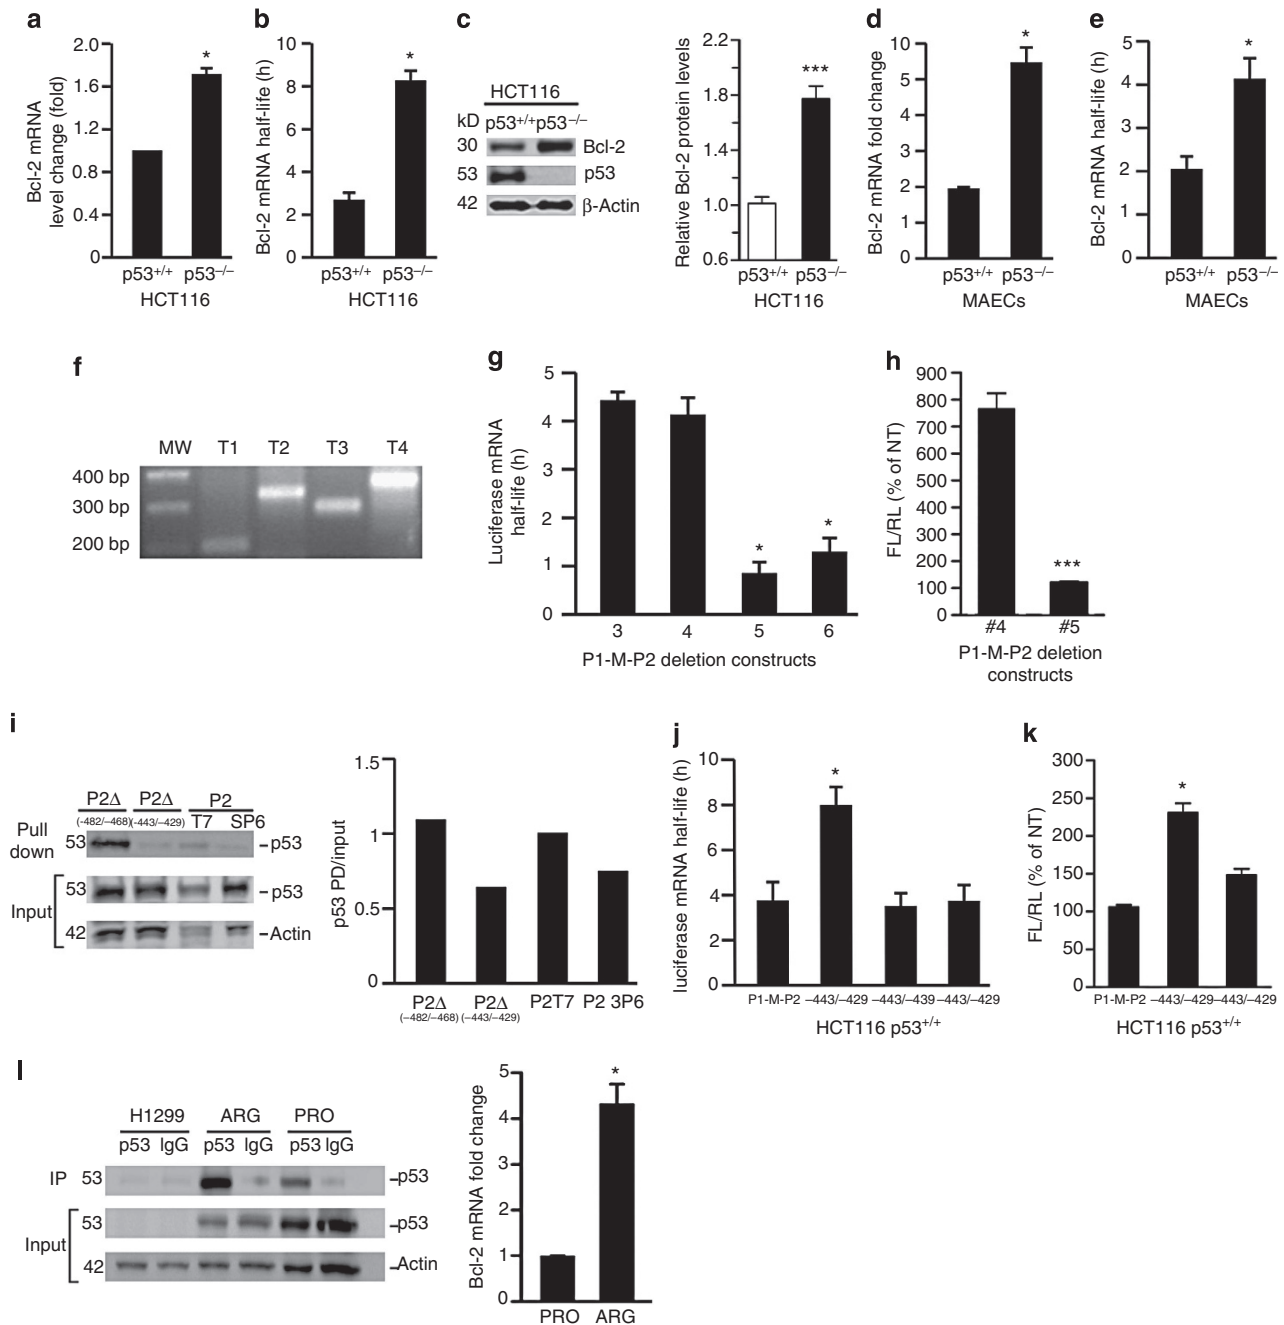 a
Bcl-2 mRNA
level change (fold)
2.0
1.6
1.2
0.8
0.4
0
*
p53+/+ p53–/–
HCT116
b
Bcl-2 mRNA half-life (h)
10
8
6
4
2
0
*
p53+/+ p53–/–
HCT116
c
HCT116
kD p53+/+p53–/–
30 Bcl-2
53 p53
42 β-Actin
Relative Bcl-2 protein levels
2.2
1.8
1.4
1.0
0.6
***
p53+/+ p53–/–
HCT116
d
Bcl-2 mRNA fold change
10
5
4
3
2
1
0
*
p53+/+ p53–/–
MAECs
e
Bcl-2 mRNA half-life (h)
5
4
3
2
1
0
*
p53+/+ p53–/–
MAECs
f
MW T1 T2 T3 T4
400 bp
300 bp
200 bp
g
Luciferase mRNA
half-life (h)
5
4
3
2
1
0
*
*
3 4 5 6
P1-M-P2 deletion constructs
h
FL/RL (% of NT)
900
800
700
600
500
400
300
200
100
0
***
#4 #5
P1-M-P2 deletion
constructs
i
P2Δ P2Δ P2
(-482/–468)(-443/–429) T7 SP6
Pull
down
53 –p53
Input
53 –p53
42 –Actin
p53 PD/input
1.5
1
0.5
0
P2Δ P2Δ P2T7 P2 3P6
(–482/–468) (–443/–429)
j
luciferase mRNA half-life (h)
10
8
6
4
2
0
*
P1-M-P2 –443/–429 –443/–439 –443/–429
HCT116 p53+/+
k
FL/RL (% of NT)
300
250
200
150
100
50
0
*
P1-M-P2 –443/–429–443/–429
HCT116 p53+/+
l
H1299 ARG PRO
p53 IgG p53 IgG p53 IgG
IP 53 –p53
Input
53 –p53
42 –Actin
Bcl-2 mRNA fold change
5
4
3
2
1
0
*
PRO ARG